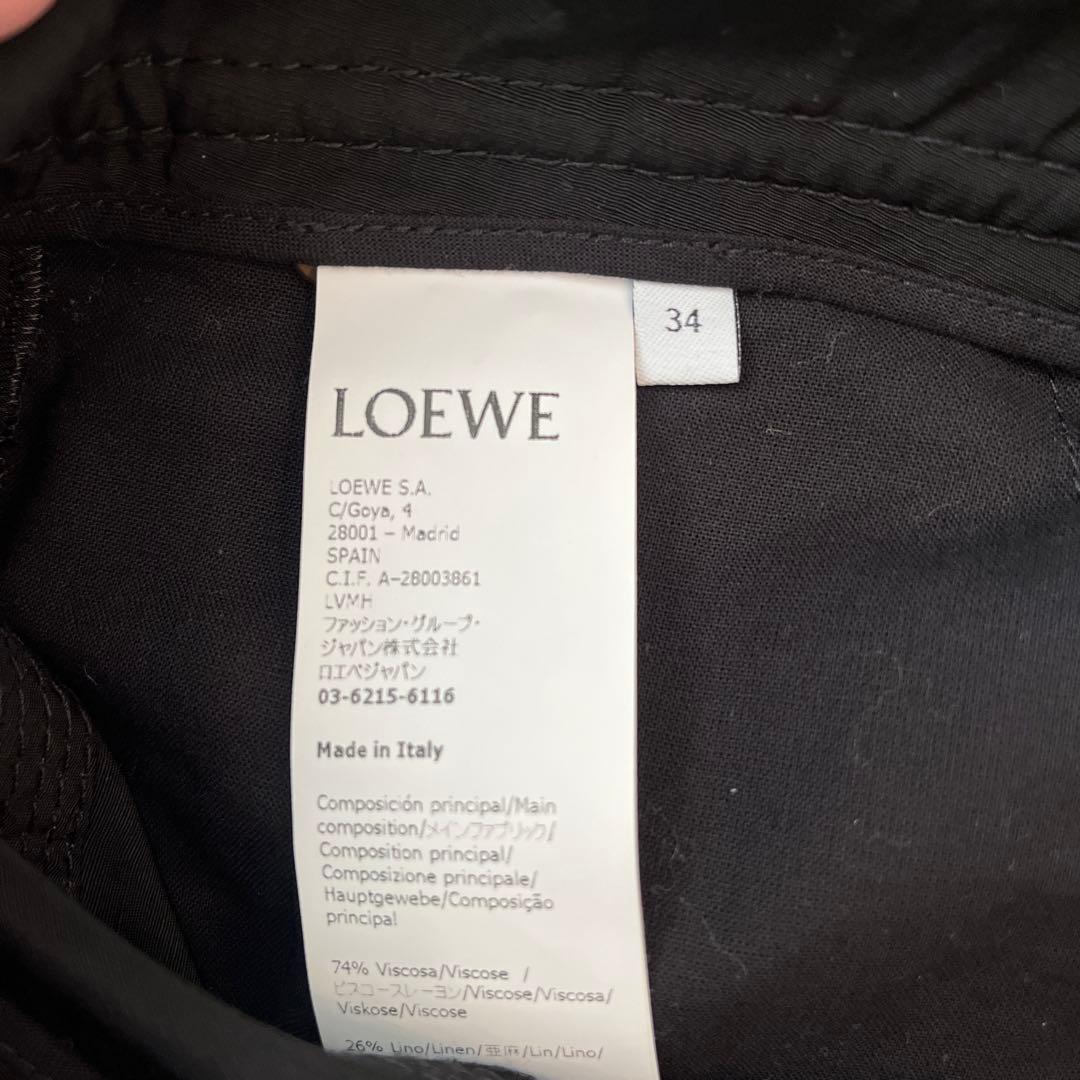 34
LOEWE
LOEWE S.A.
C/Goya, 4
28001 – Madrid
SPAIN
C.I.F. A-28003861
LVMH
ファッション・グループ・
ジャパン株式会社
ロエベジャパン
03-6215-6116
Made in Italy
Composición principal/Main
composition/メインファブリック/
Composition principal/
Composizione principale/
Hauptgewebe/Composição
principal
74% Viscosa/Viscose /
ビスコースレーヨン/Viscose/Viscosa/
Viskose/Viscose
26% Lino/Linen/亜麻/Lin/Lino/